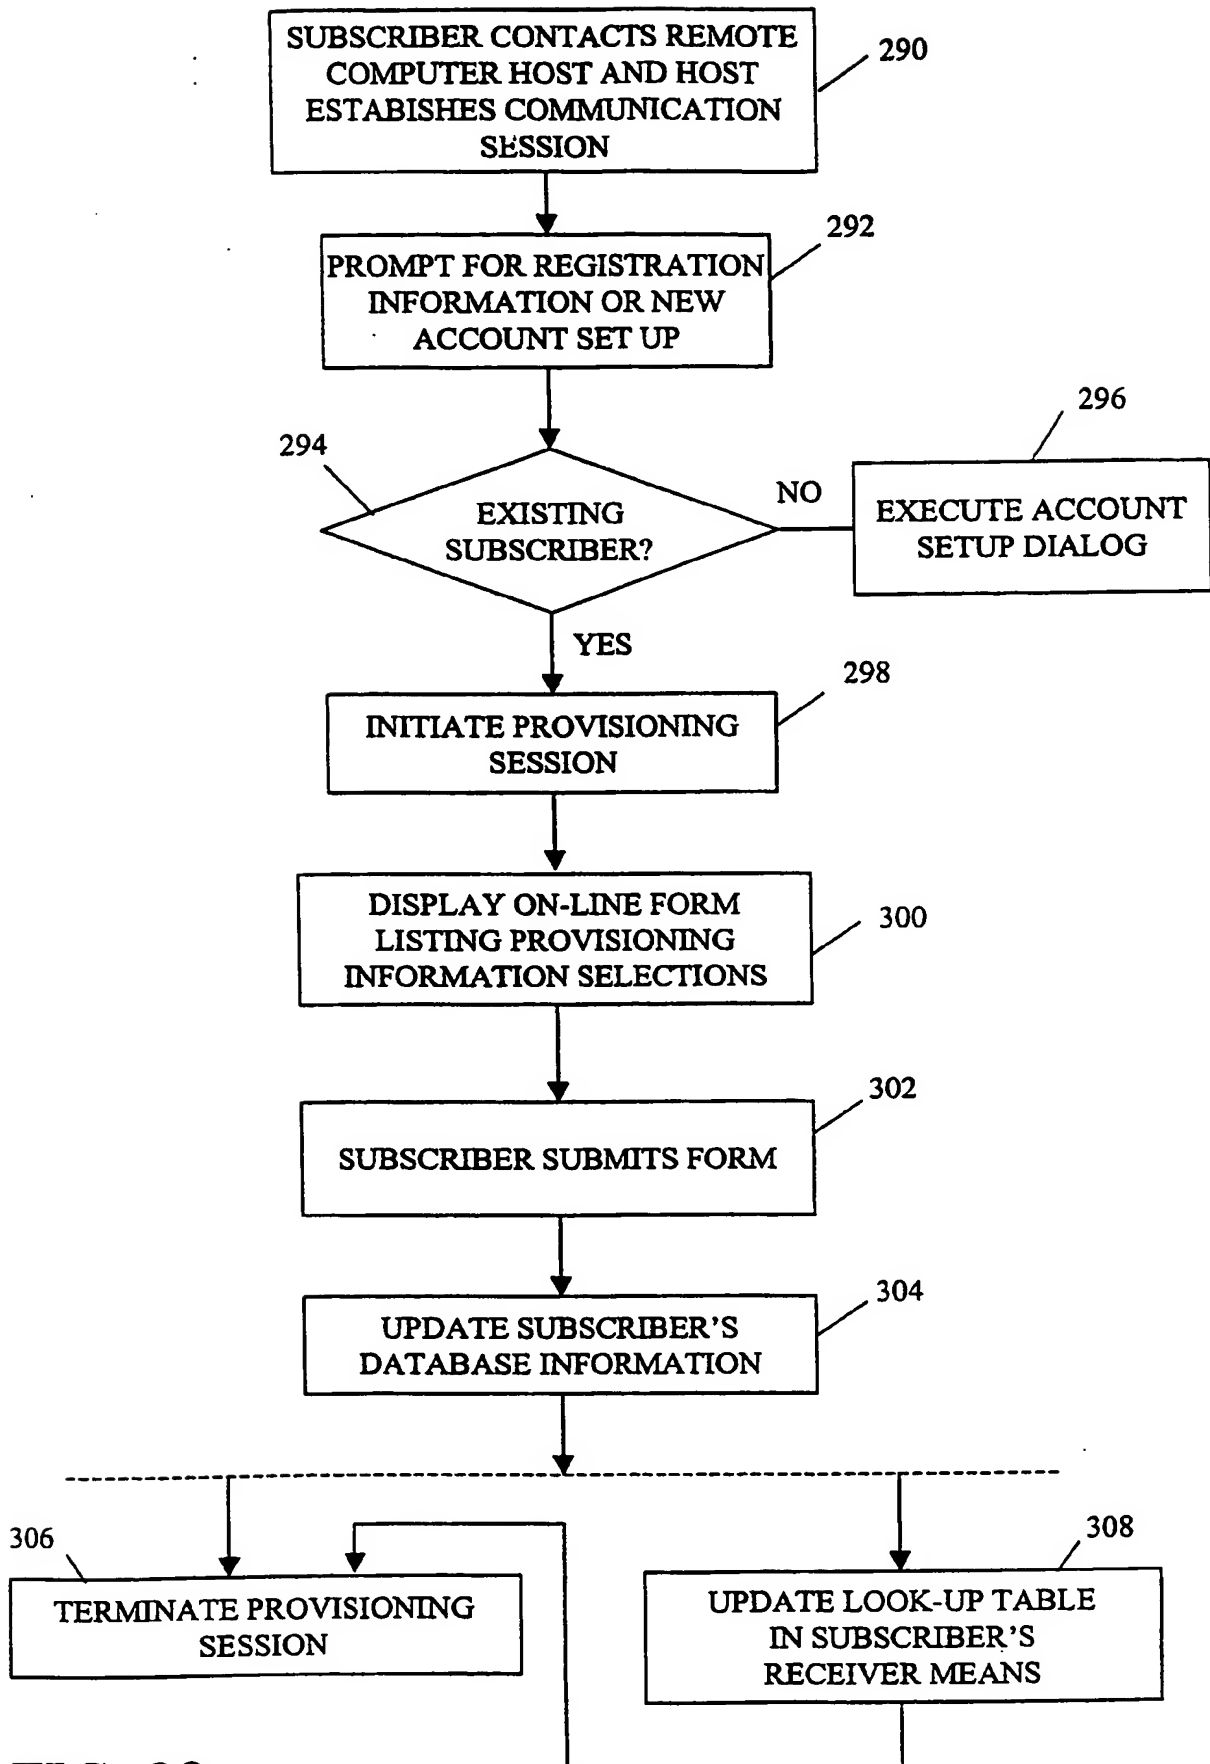 SUBSCRIBER CONTACTS REMOTE
COMPUTER HOST AND HOST
ESTABISHES COMMUNICATION
SESSION
290
292
PROMPT FOR REGISTRATION
INFORMATION OR NEW
ACCOUNT SET UP
294
296
EXISTING
SUBSCRIBER?
NO
EXECUTE ACCOUNT
SETUP DIALOG
YES
298
INITIATE PROVISIONING
SESSION
DISPLAY ON-LINE FORM
LISTING PROVISIONING
INFORMATION SELECTIONS
300
302
SUBSCRIBER SUBMITS FORM
304
UPDATE SUBSCRIBER'S
DATABASE INFORMATION
306
308
TERMINATE PROVISIONING
SESSION
UPDATE LOOK-UP TABLE
IN SUBSCRIBER'S
RECEIVER MEANS